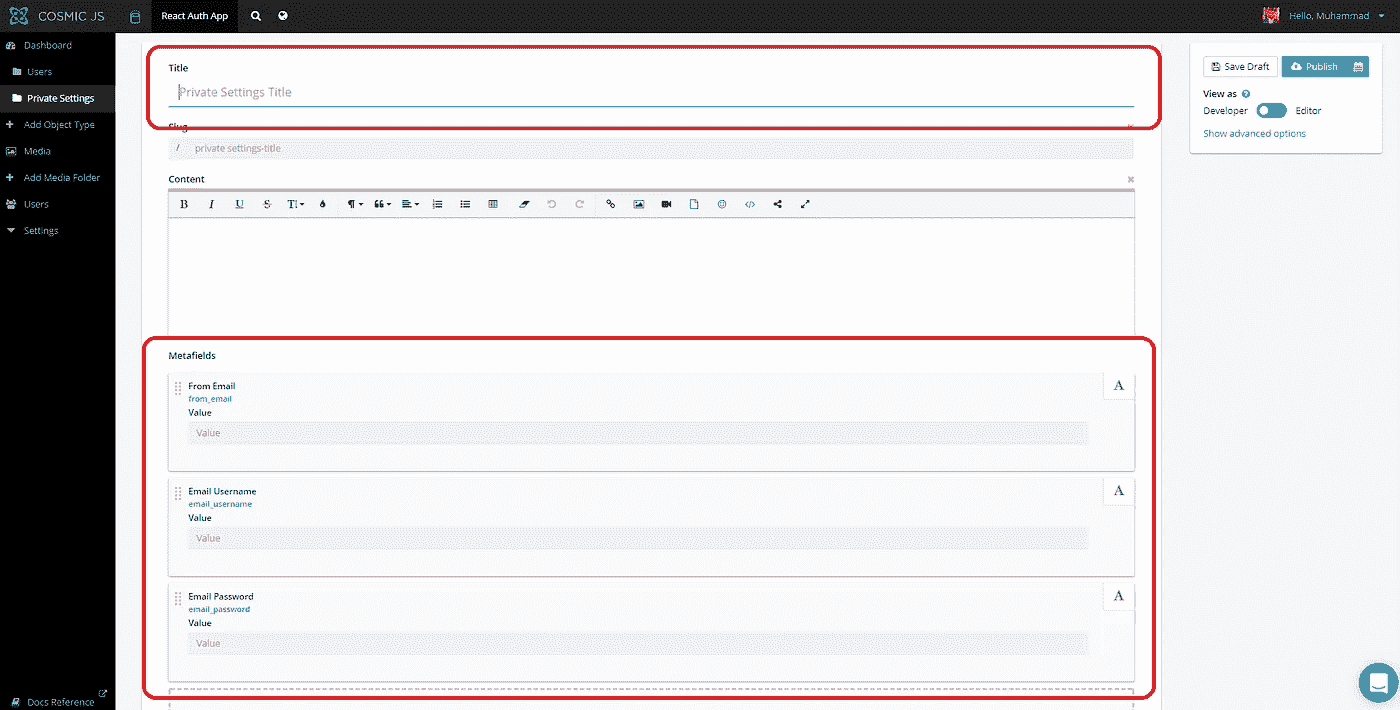 COSMIC JS
React Auth App
Hello, Muhammad
Dashboard
Users
Private Settings
Add Object Type
Media
Add Media Folder
Users
Settings
Docs Reference
Title
Private Settings Title
Slug
/ private settings-title
Content
B I U S T
Metafields
From Email
from_email
Value
Value
A
Email Username
email_username
Value
Value
A
Email Password
email_password
Value
Value
A
Save Draft
Publish
View as ?
Developer Editor
Show advanced options